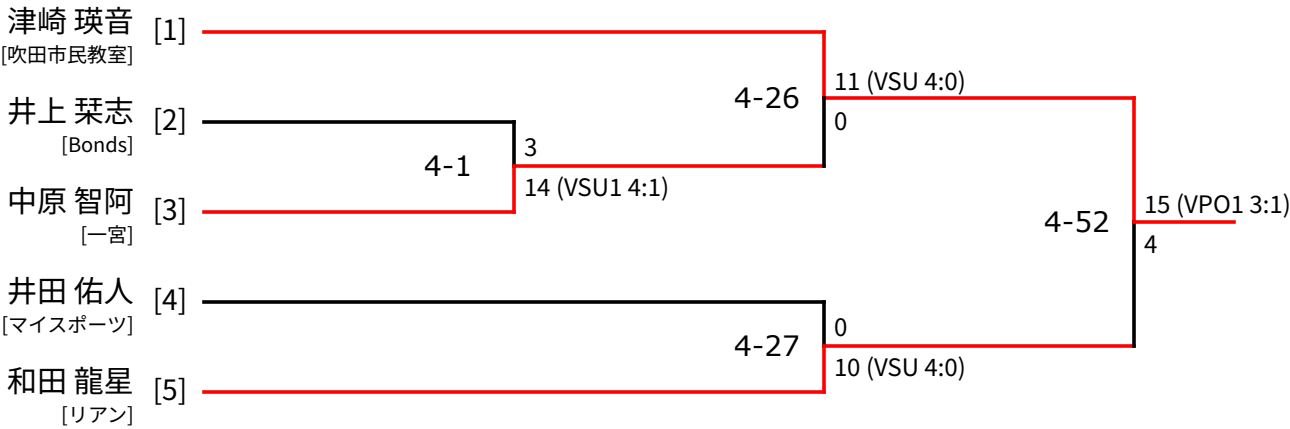 津崎 瑛音 [1]
[吹田市民教室]
井上 栞志 [2]
[Bonds]
中原 智阿 [3]
[一宮]
井田 佑人 [4]
[マイスポーツ]
和田 龍星 [5]
[リアン]
4-1
3
14 (VSU1 4:1)
4-26
11 (VSU 4:0)
0
4-27
0
10 (VSU 4:0)
4-52
15 (VPO1 3:1)
4